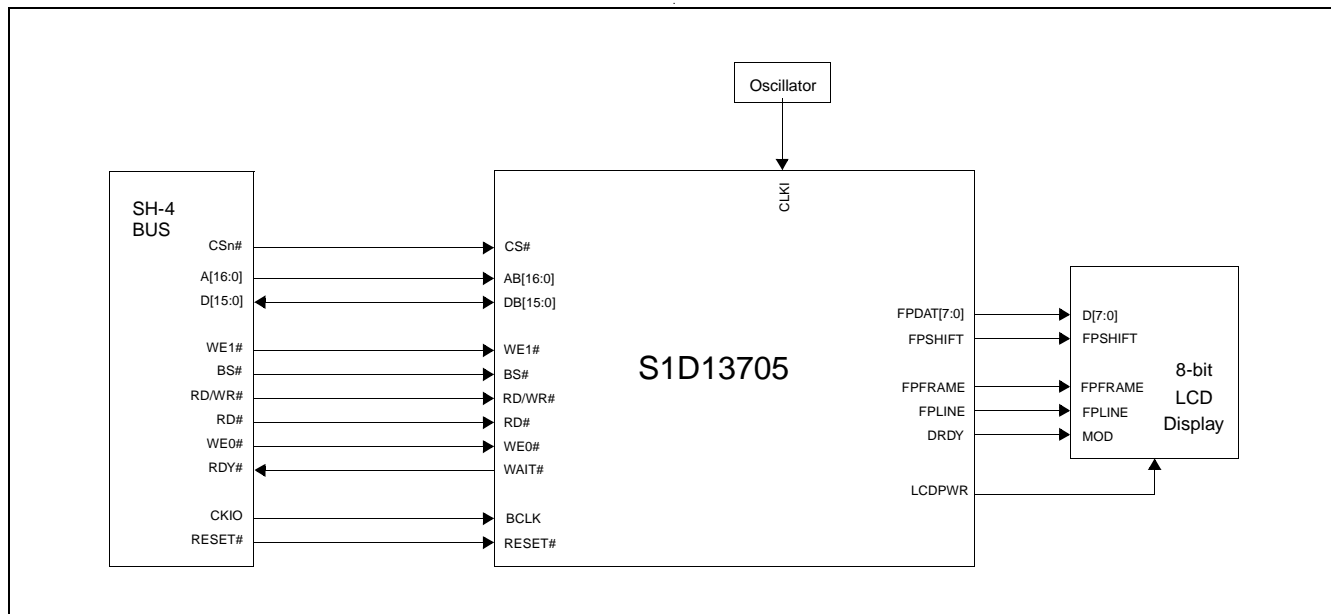 Oscillator
CLKI
SH-4
BUS
CSn#
A[16:0]
D[15:0]
WE1#
BS#
RD/WR#
RD#
WE0#
RDY#
CKIO
RESET#
CS#
AB[16:0]
DB[15:0]
WE1#
BS#
RD/WR#
RD#
WE0#
WAIT#
BCLK
RESET#
S1D13705
FPDAT[7:0]
FPSHIFT
FPFRAME
FPLINE
DRDY
LCDPWR
D[7:0]
FPSHIFT
FPFRAME
FPLINE
MOD
8-bit
LCD
Display